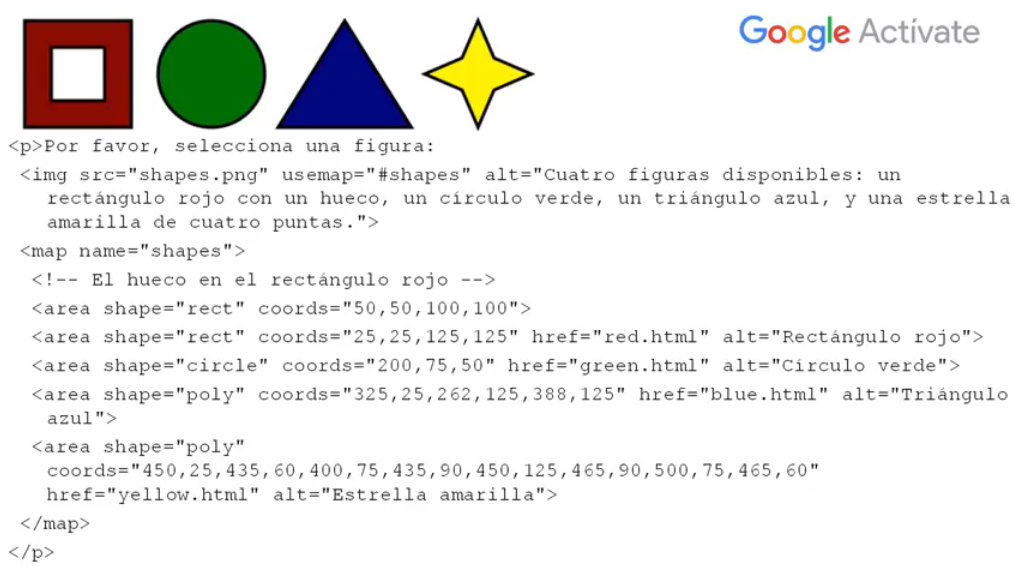 Google Actívate
<p>Por favor, selecciona una figura:
<img src="shapes.png" usemap="#shapes" alt="Cuatro figuras disponibles: un
rectángulo rojo con un hueco, un círculo verde, un triángulo azul, y una estrella
amarilla de cuatro puntas.">
<map name="shapes">
<!-- El hueco en el rectángulo rojo -->
<area shape="rect" coords="50,50,100,100">
<area shape="rect" coords="25,25,125,125" href="red.html" alt="Rectángulo rojo">
<area shape="circle" coords="200,75,50" href="green.html" alt="Círculo verde">
<area shape="poly" coords="325,25,262,125,388,125" href="blue.html" alt="Triángulo
azul">
<area shape="poly"
coords="450,25,435,60,400,75,435,90,450,125,465,90,500,75,465,60"
href="yellow.html" alt="Estrella amarilla">
</map>
</p>